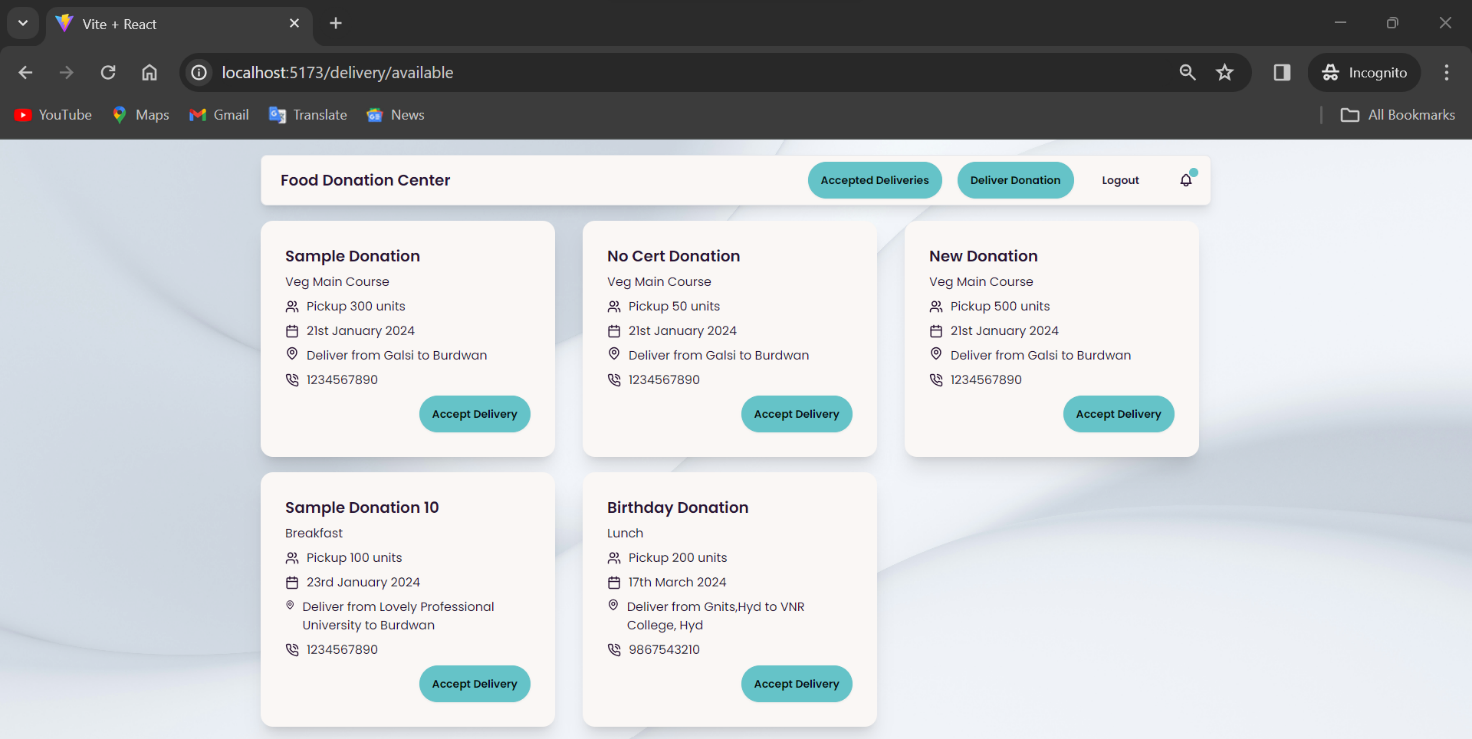 Vite + React
localhost:5173/delivery/available
Incognito
YouTube
Maps
Gmail
Translate
News
All Bookmarks
Food Donation Center
Accepted Deliveries
Deliver Donation
Logout
Sample Donation
Veg Main Course
Pickup 300 units
21st January 2024
Deliver from Galsi to Burdwan
1234567890
Accept Delivery
No Cert Donation
Veg Main Course
Pickup 50 units
21st January 2024
Deliver from Galsi to Burdwan
1234567890
Accept Delivery
New Donation
Veg Main Course
Pickup 500 units
21st January 2024
Deliver from Galsi to Burdwan
1234567890
Accept Delivery
Sample Donation 10
Breakfast
Pickup 100 units
23rd January 2024
Deliver from Lovely Professional
University to Burdwan
1234567890
Accept Delivery
Birthday Donation
Lunch
Pickup 200 units
17th March 2024
Deliver from Gnits,Hyd to VNR
College, Hyd
9867543210
Accept Delivery